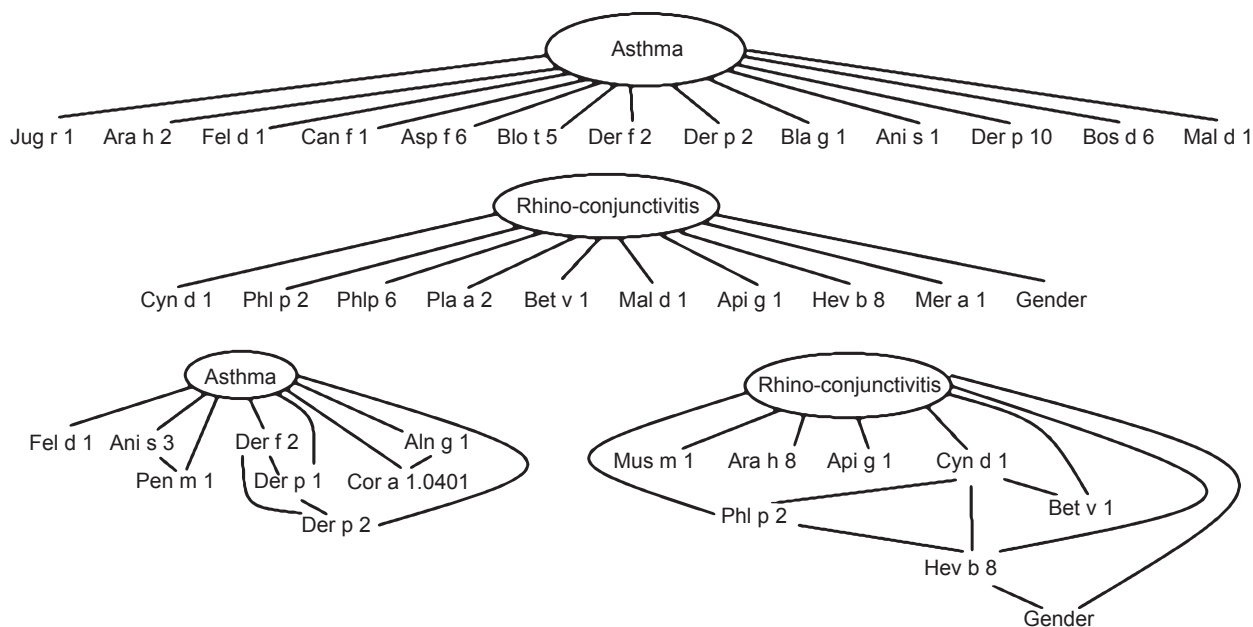 Asthma
Jug r 1 Ara h 2 Fel d 1 Can f 1 Asp f 6 Blo t 5 Der f 2 Der p 2 Bla g 1 Ani s 1 Der p 10 Bos d 6 Mal d 1
Rhino-conjunctivitis
Cyn d 1 Phl p 2 Phlp 6 Pla a 2 Bet v 1 Mal d 1 Api g 1 Hev b 8 Mer a 1 Gender
Asthma
Fel d 1 Ani s 3 Der f 2 Aln g 1
Pen m 1 Der p 1 Cor a 1.0401
Der p 2
Rhino-conjunctivitis
Mus m 1 Ara h 8 Api g 1 Cyn d 1
Phl p 2 Bet v 1
Hev b 8
Gender